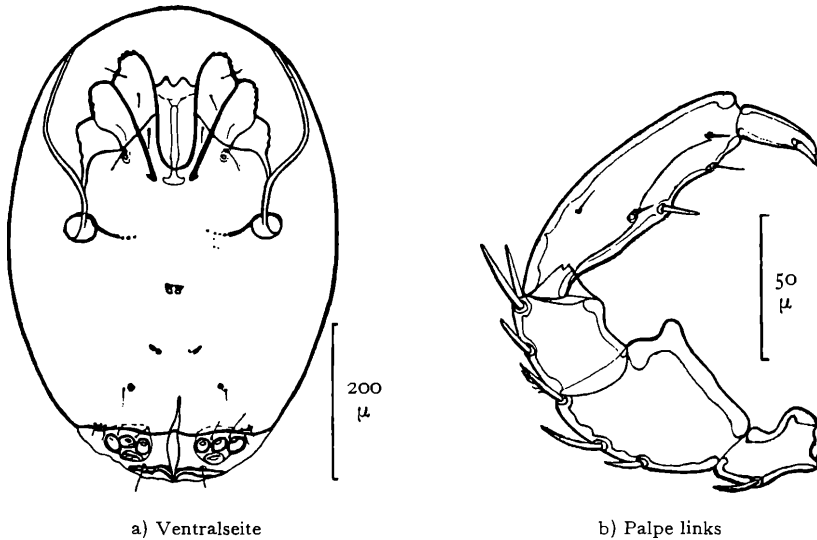 200
μ
50
μ
a) Ventralseite
b) Palpe links